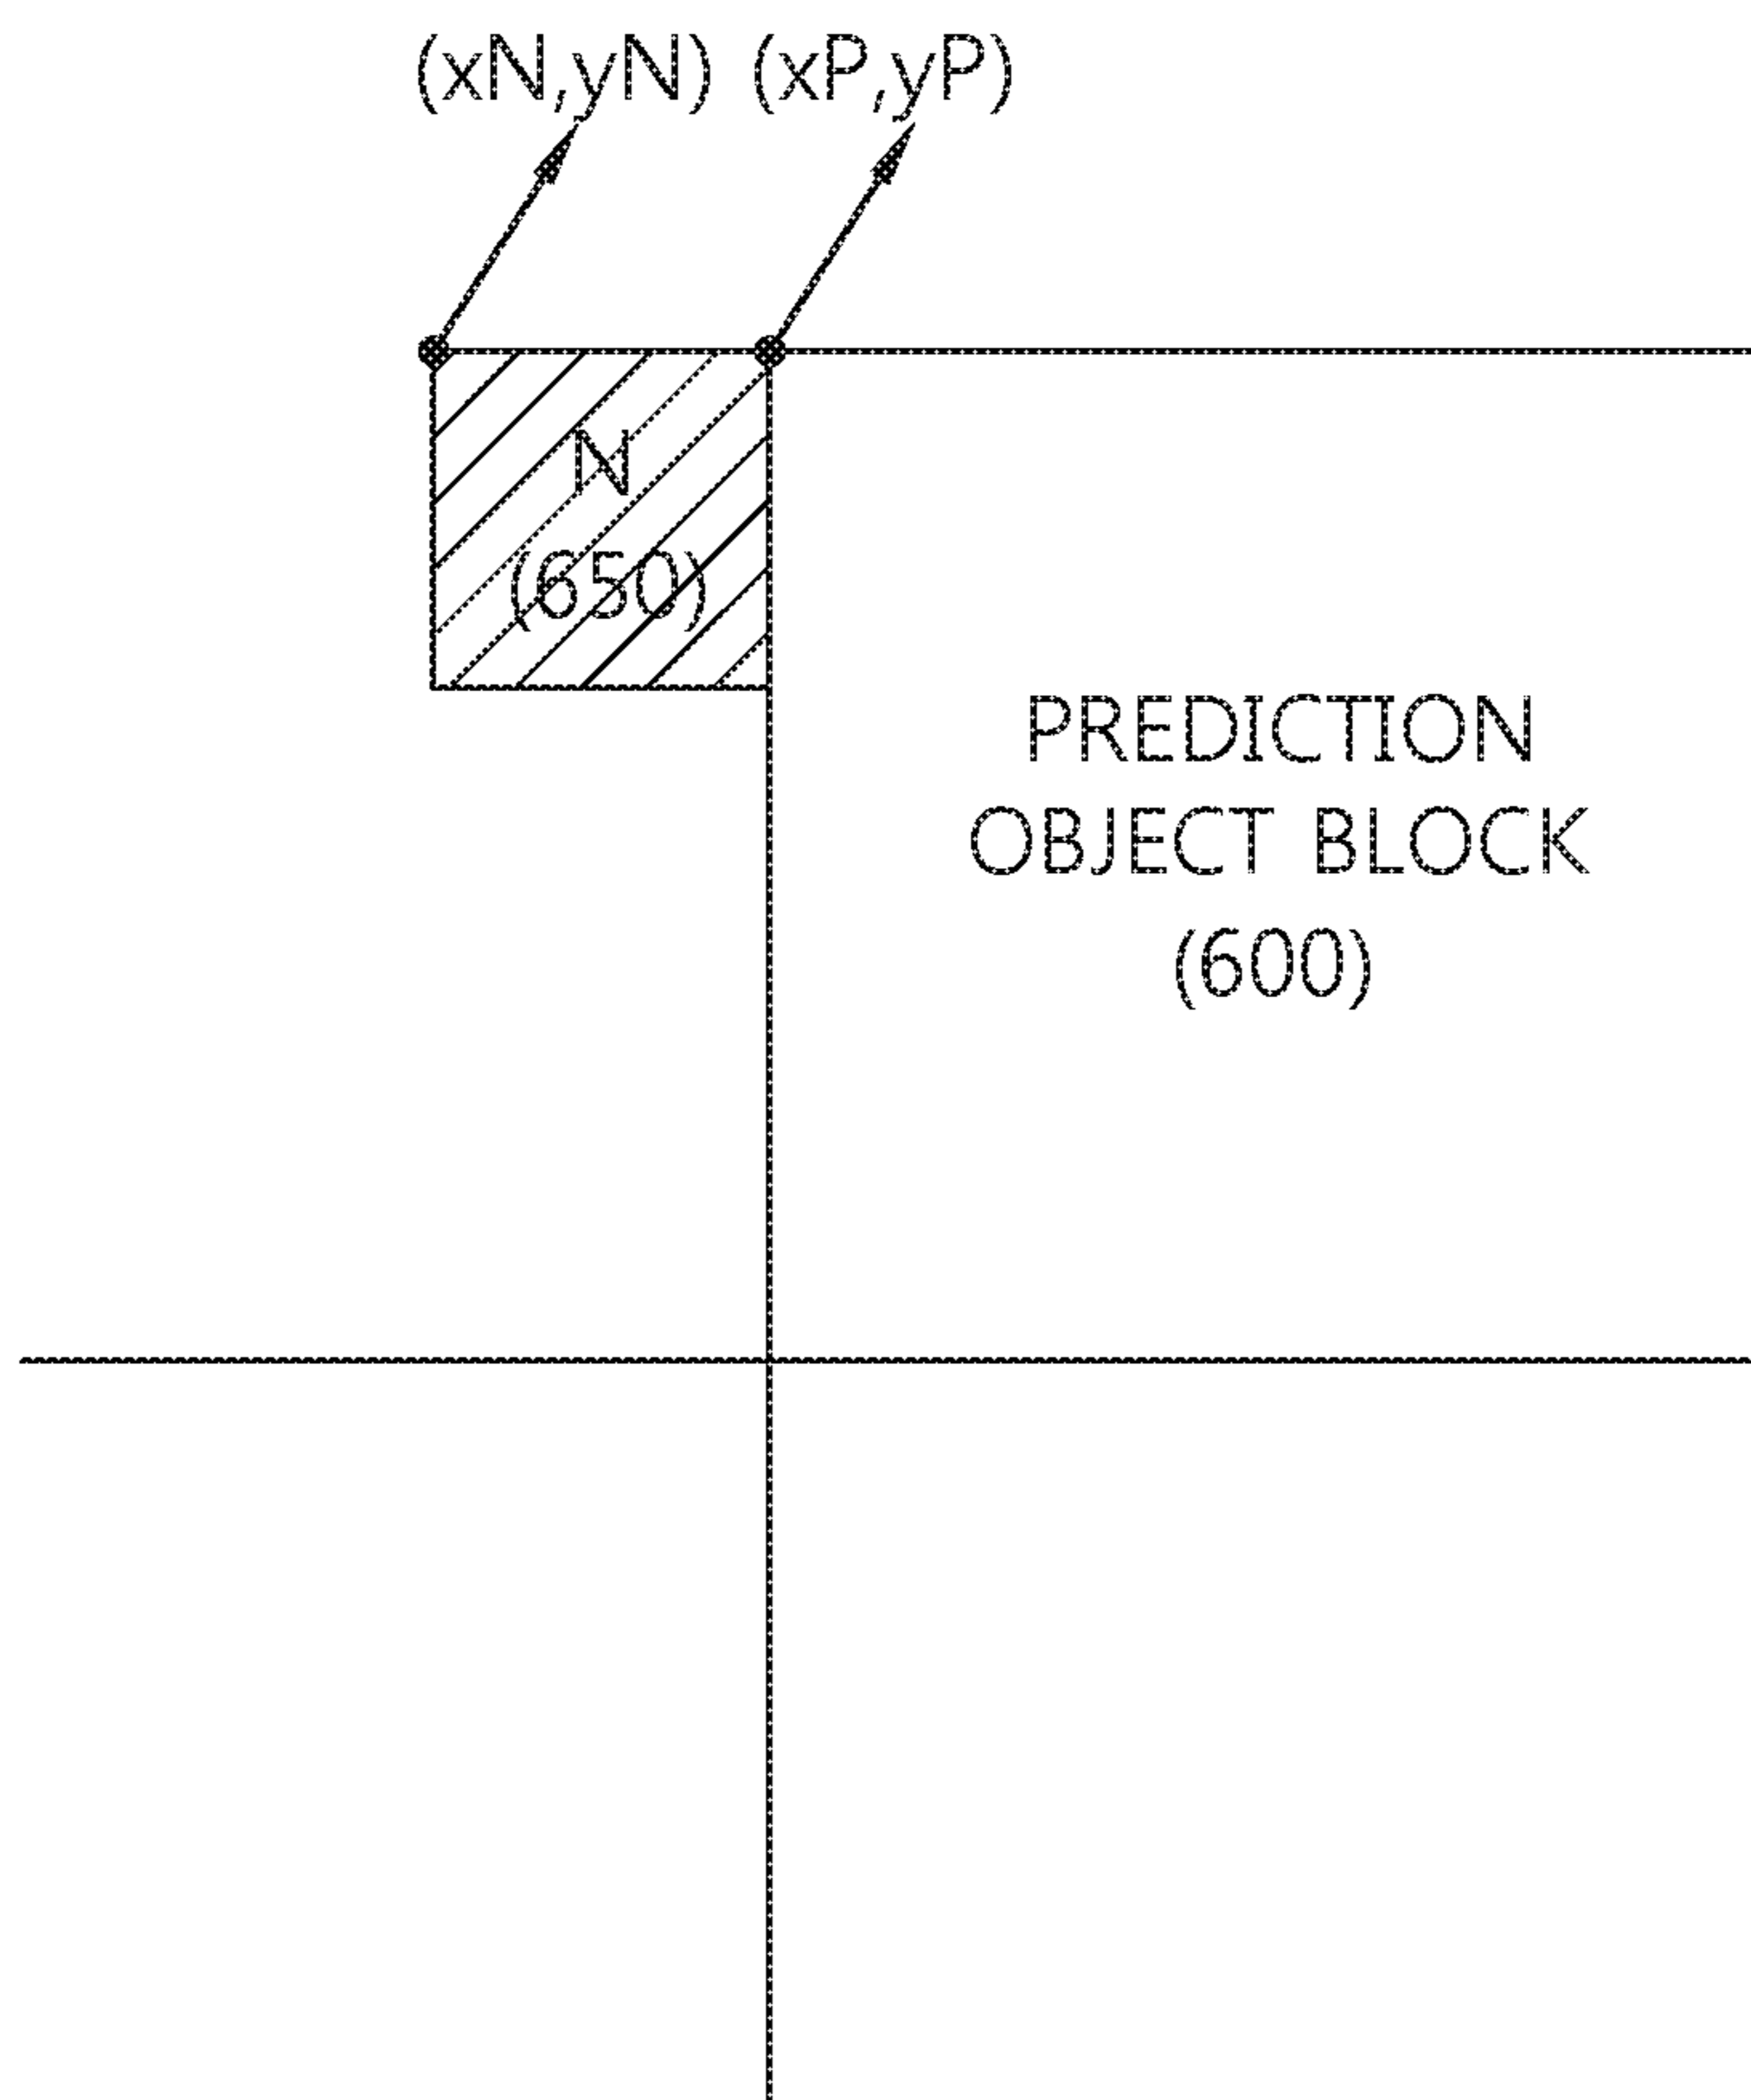 (xN,yN) (xP,yP)
N
(650)
PREDICTION
OBJECT BLOCK
(600)